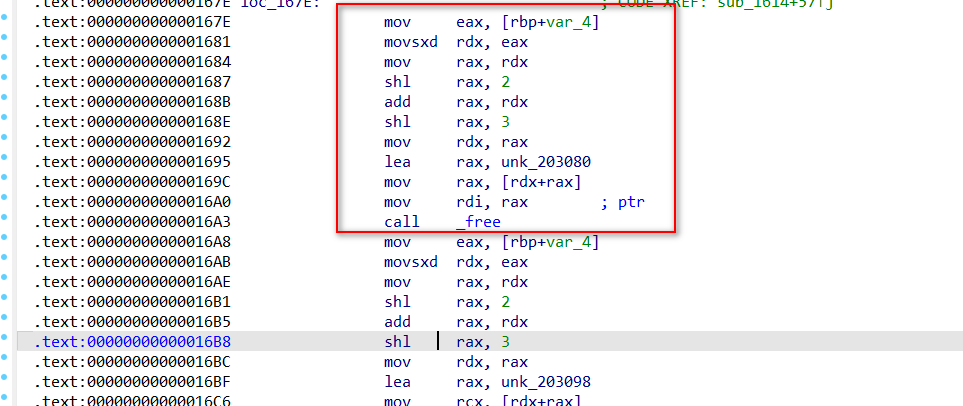 .text:000000000000167E loc_167E: ; CODE XREF: sub_1614+57↑j
.text:000000000000167E mov eax, [rbp+var_4]
.text:0000000000001681 movsxd rdx, eax
.text:0000000000001684 mov rax, rdx
.text:0000000000001687 shl rax, 2
.text:000000000000168B add rax, rdx
.text:000000000000168E shl rax, 3
.text:0000000000001692 mov rdx, rax
.text:0000000000001695 lea rax, unk_203080
.text:000000000000169C mov rax, [rdx+rax]
.text:00000000000016A0 mov rdi, rax ; ptr
.text:00000000000016A3 call _free
.text:00000000000016A8 mov eax, [rbp+var_4]
.text:00000000000016AB movsxd rdx, eax
.text:00000000000016AE mov rax, rdx
.text:00000000000016B1 shl rax, 2
.text:00000000000016B5 add rax, rdx
.text:00000000000016B8 shl rax, 3
.text:00000000000016BC mov rdx, rax
.text:00000000000016BF lea rax, unk_203098
.text:00000000000016C6 mov rcx, [rdx+rax]